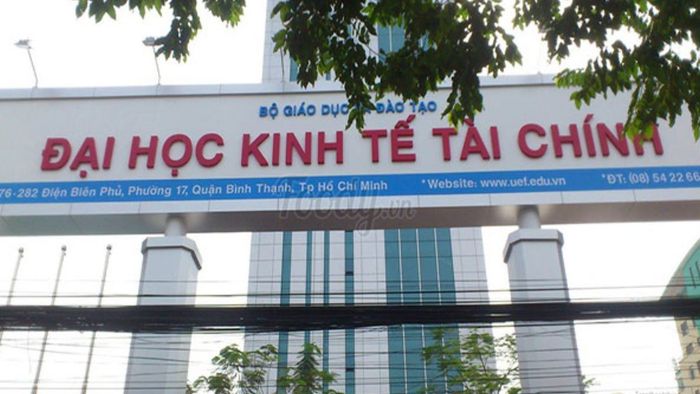 BỘ GIÁO DỤC VÀ ĐÀO TẠO
ĐẠI HỌC KINH TẾ TÀI CHÍNH
76-282 Điện Biên Phủ, Phường 17, Quận Bình Thạnh, Tp Hồ Chí Minh *Website: www.uef.edu.vn *ĐT: (08) 54 22 66
Foody.vn